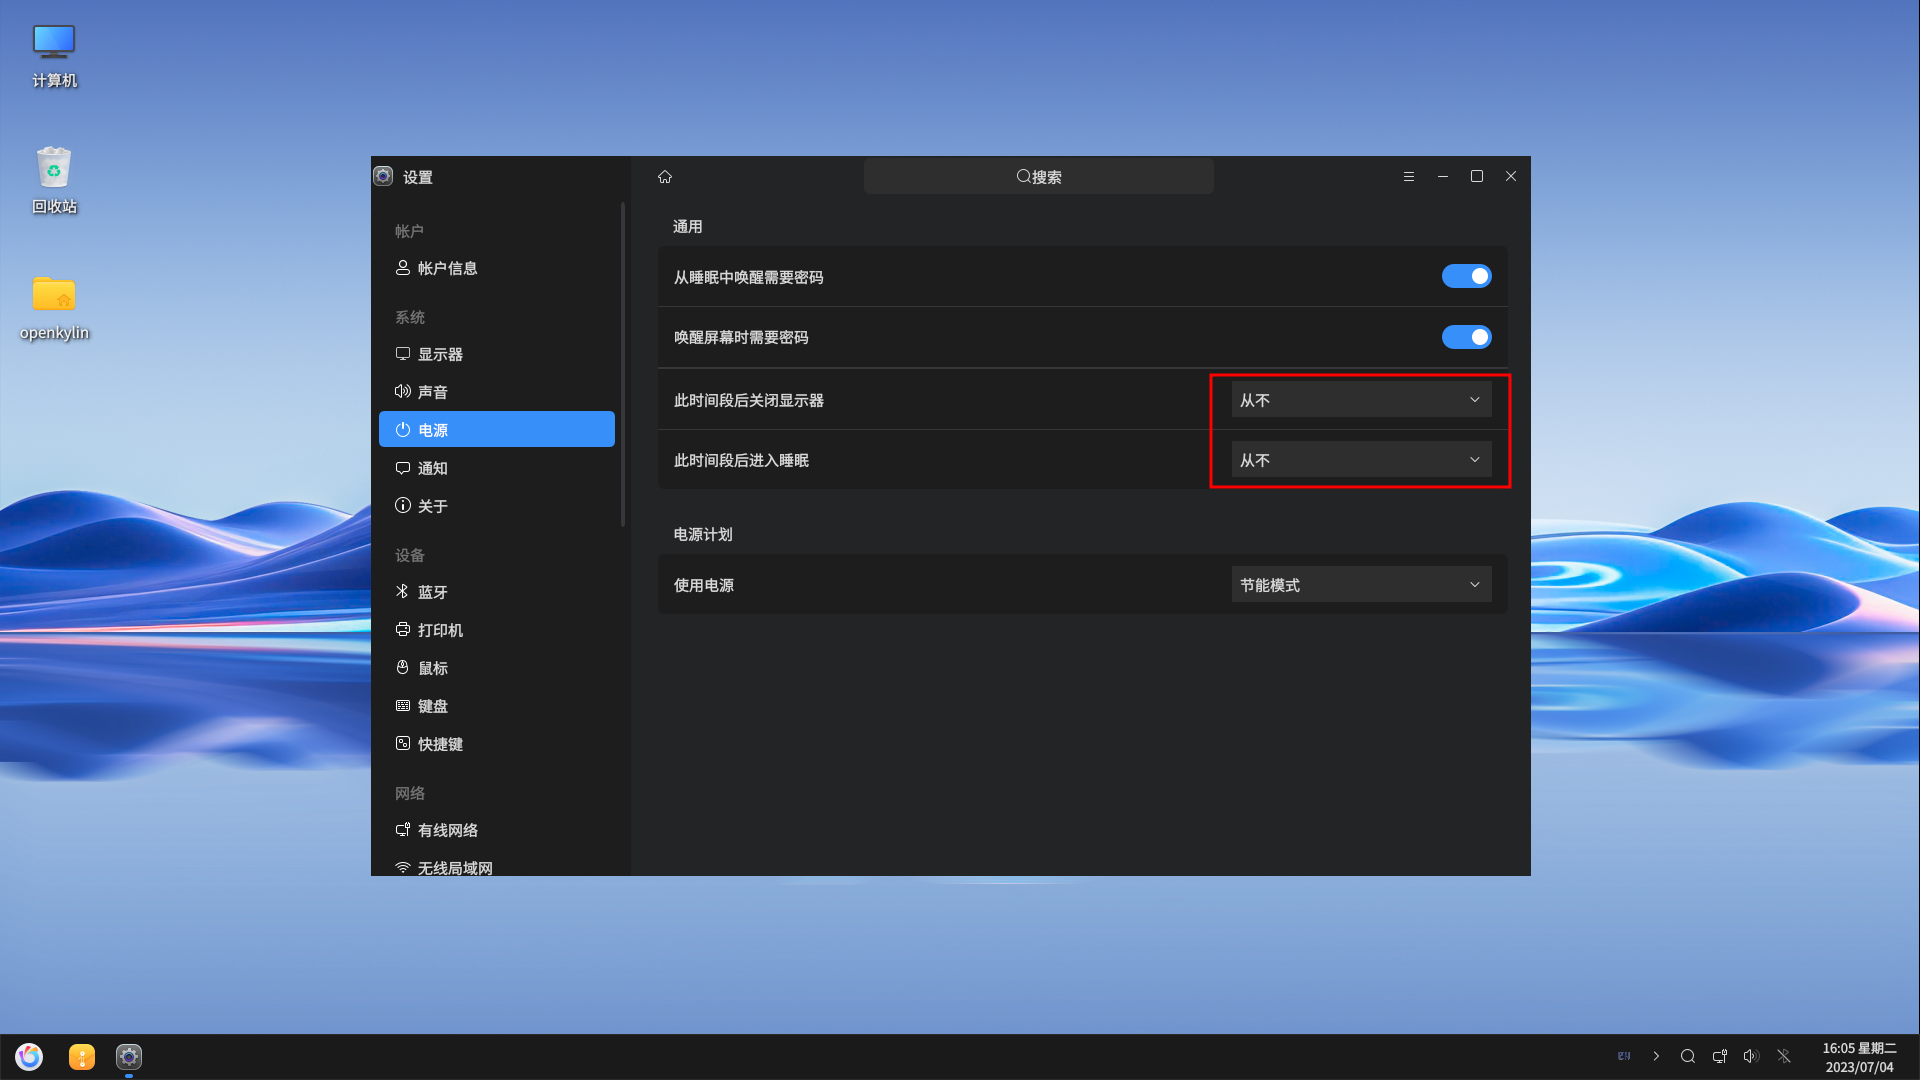 计算机
回收站
openkylin
设置
搜索
帐户
帐户信息
系统
显示器
声音
电源
通知
关于
设备
蓝牙
打印机
鼠标
键盘
快捷键
网络
有线网络
无线局域网
通用
从睡眠中唤醒需要密码
唤醒屏幕时需要密码
此时间段后关闭显示器
从不
此时间段后进入睡眠
从不
电源计划
使用电源
节能模式
16:05 星期二
2023/07/04